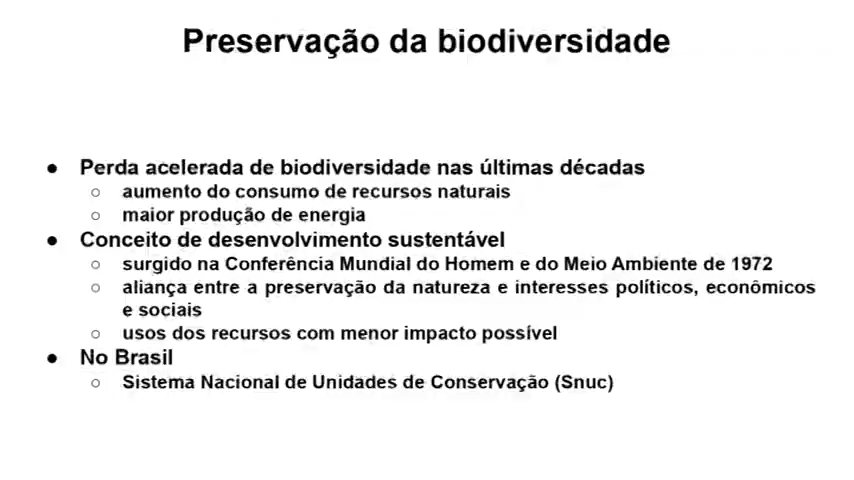 Preservação da biodiversidade
● Perda acelerada de biodiversidade nas últimas décadas
○ aumento do consumo de recursos naturais
○ maior produção de energia
● Conceito de desenvolvimento sustentável
○ surgido na Conferência Mundial do Homem e do Meio Ambiente de 1972
○ aliança entre a preservação da natureza e interesses políticos, econômicos
e sociais
○ usos dos recursos com menor impacto possível
● No Brasil
○ Sistema Nacional de Unidades de Conservação (Snuc)